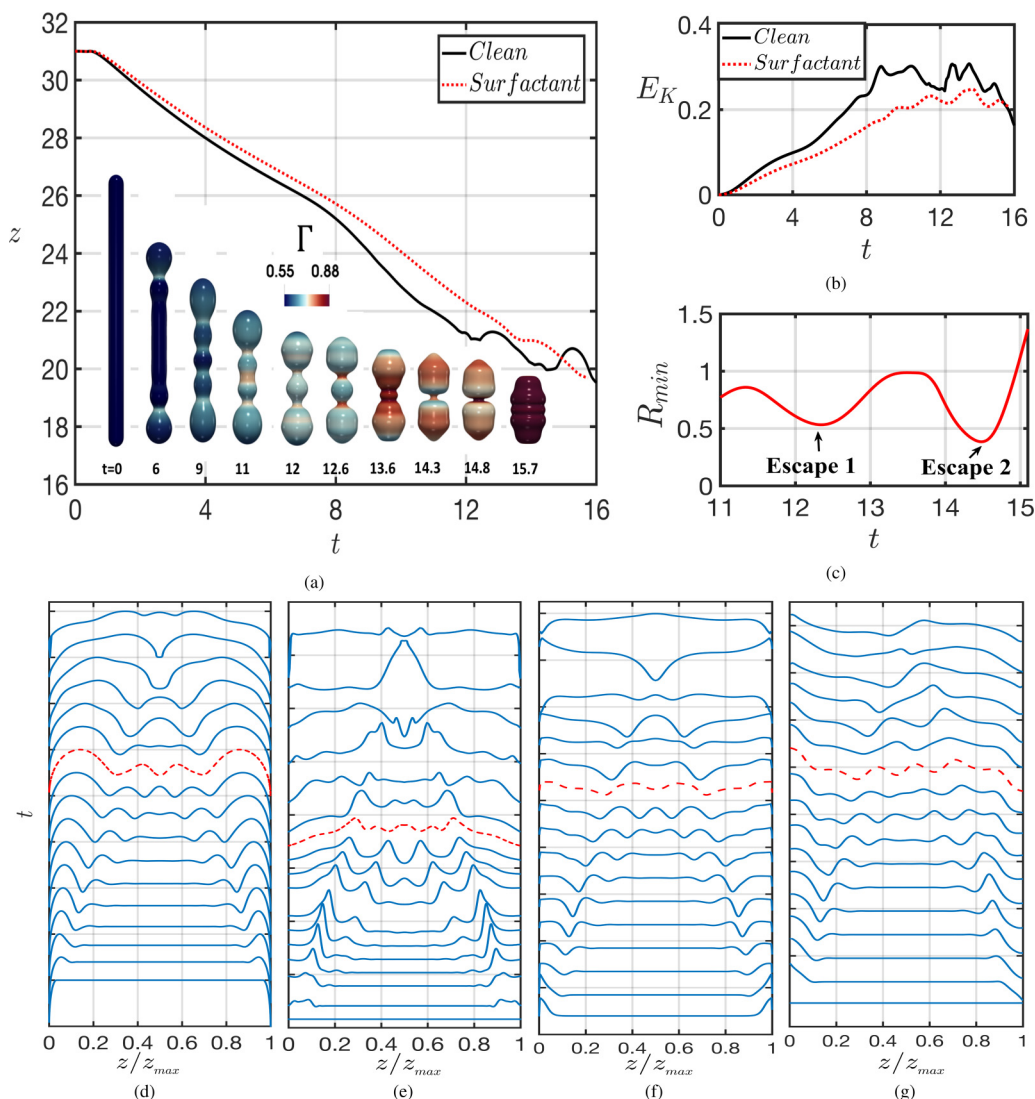 32
30
28
26
24
22
20
18
16
z
Clean
Surfactant
Γ
0.55 0.88
t=0 6 9 11 12 12.6 13.6 14.3 14.8 15.7
0 4 8 12 16
t
(a)
0.4
0.2
0
E_K
Clean
Surfactant
0 4 8 12 16
t
(b)
1.5
1
0.5
0
R_min
Escape 1
Escape 2
11 12 13 14 15
t
(c)
t
0 0.2 0.4 0.6 0.8 1
z/z_max
(d)
0 0.2 0.4 0.6 0.8 1
z/z_max
(e)
0 0.2 0.4 0.6 0.8 1
z/z_max
(f)
0 0.2 0.4 0.6 0.8 1
z/z_max
(g)